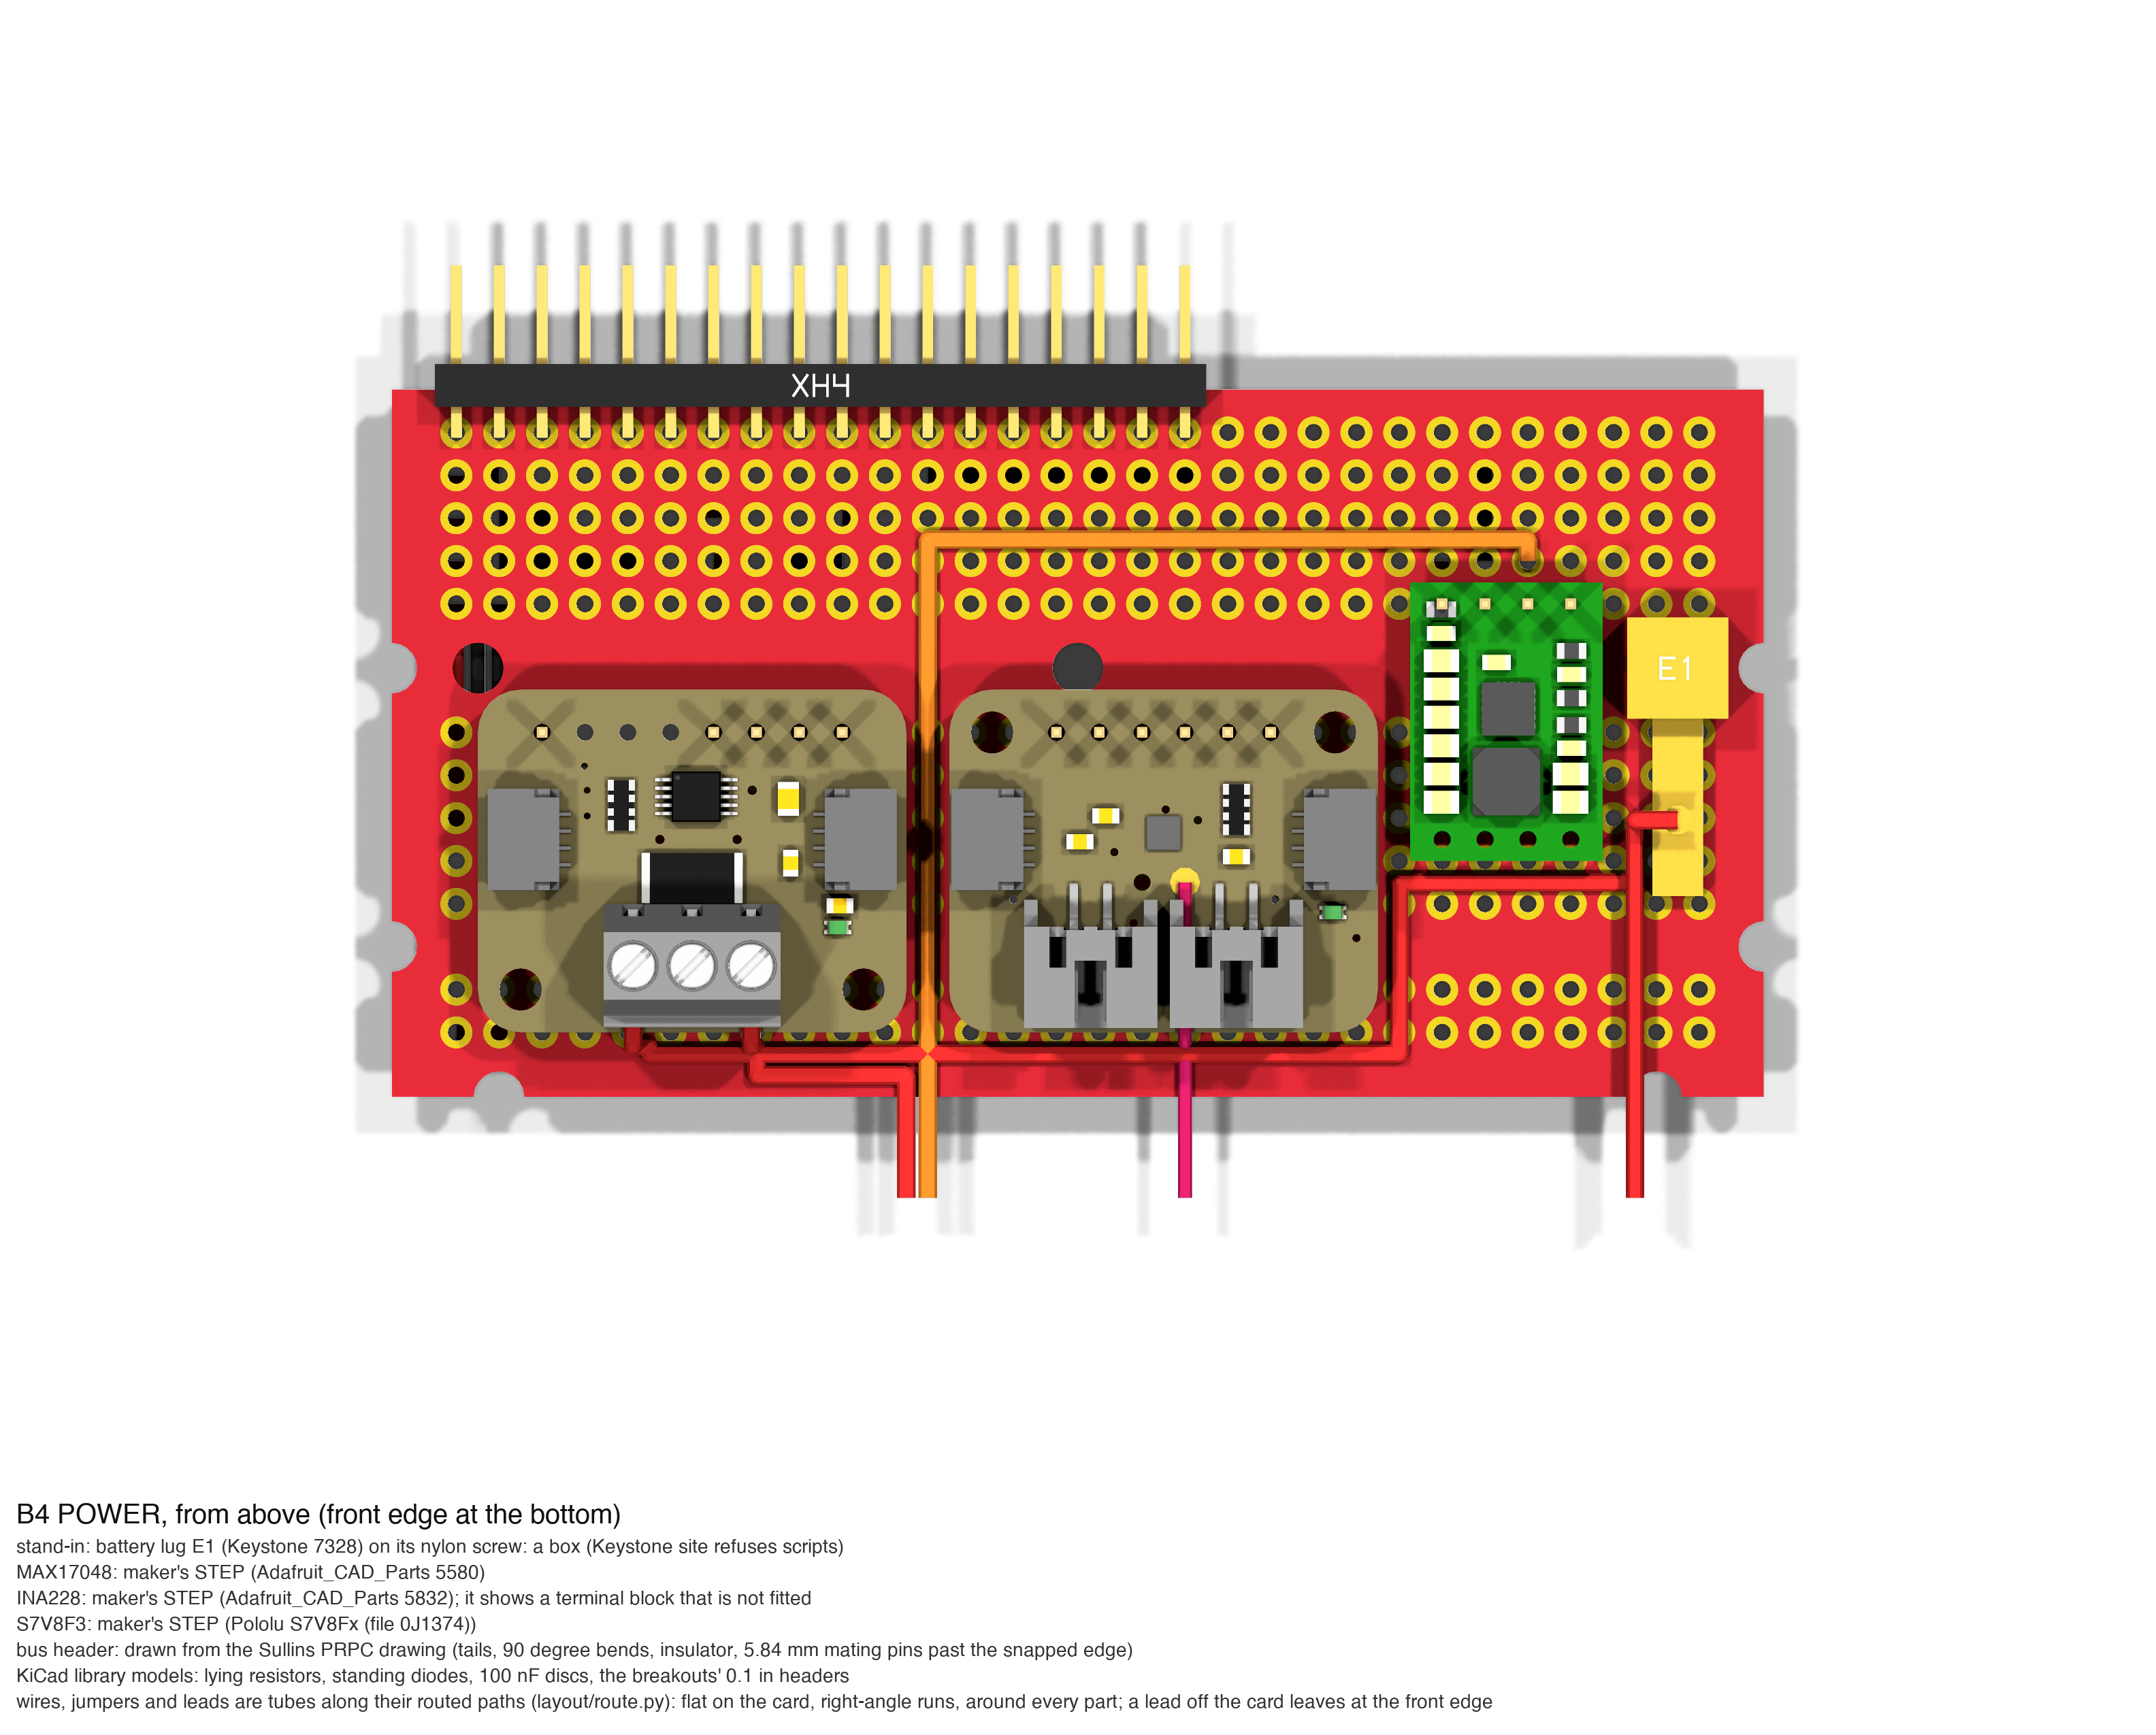 XH4
E1
B4 POWER, from above (front edge at the bottom)
stand-in: battery lug E1 (Keystone 7328) on its nylon screw: a box (Keystone site refuses scripts)
MAX17048: maker's STEP (Adafruit_CAD_Parts 5580)
INA228: maker's STEP (Adafruit_CAD_Parts 5832); it shows a terminal block that is not fitted
S7V8F3: maker's STEP (Pololu S7V8Fx (file 0J1374))
bus header: drawn from the Sullins PRPC drawing (tails, 90 degree bends, insulator, 5.84 mm mating pins past the snapped edge)
KiCad library models: lying resistors, standing diodes, 100 nF discs, the breakouts' 0.1 in headers
wires, jumpers and leads are tubes along their routed paths (layout/route.py): flat on the card, right-angle runs, around every part; a lead off the card leaves at the front edge